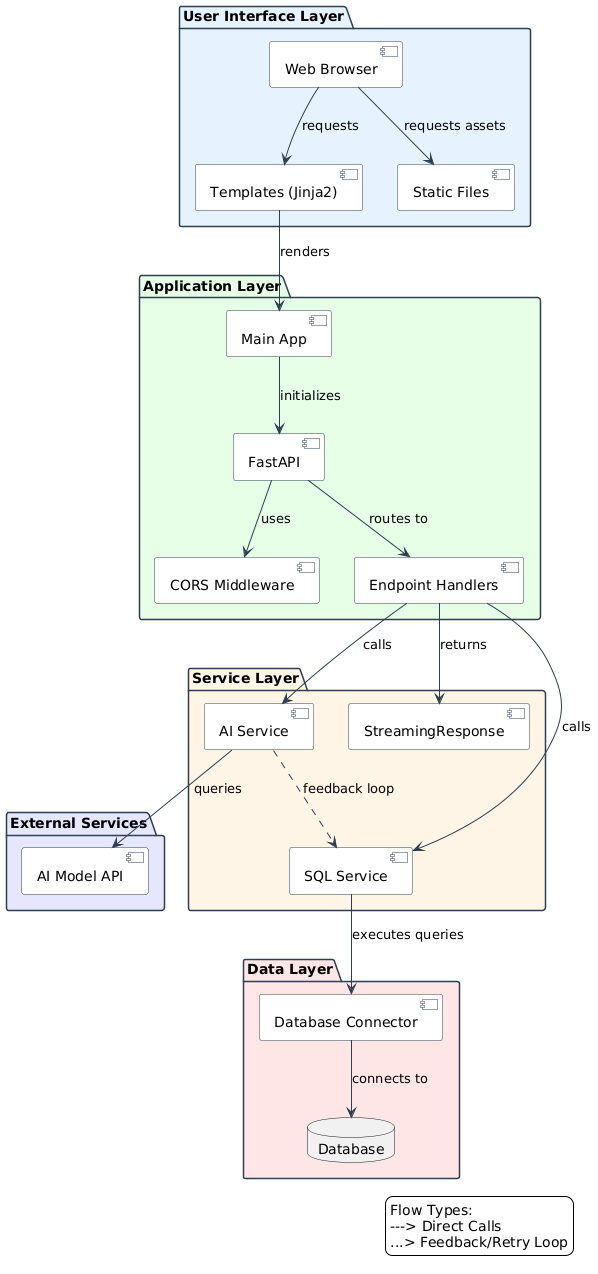 User Interface Layer
Web Browser
requests
requests assets
Templates (Jinja2)
Static Files
renders
Application Layer
Main App
initializes
FastAPI
uses
routes to
CORS Middleware
Endpoint Handlers
calls
returns
calls
Service Layer
AI Service
StreamingResponse
queries
feedback loop
External Services
AI Model API
SQL Service
executes queries
Data Layer
Database Connector
connects to
Database
Flow Types:
---> Direct Calls
...> Feedback/Retry Loop